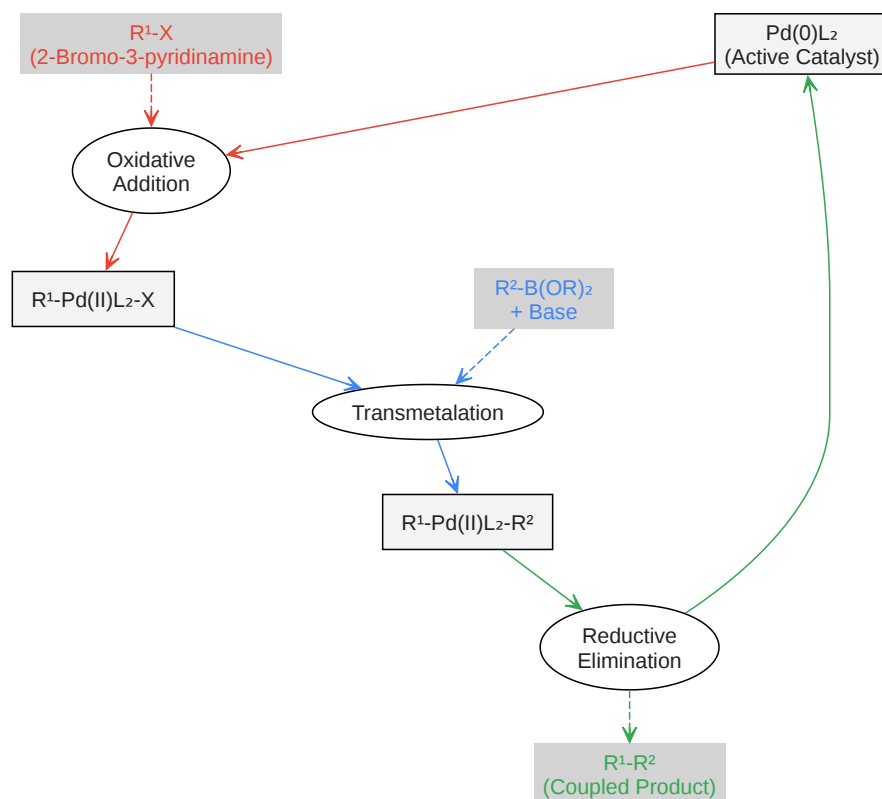 R¹-X
(2-Bromo-3-pyridinamine)
Pd(0)L₂
(Active Catalyst)
Oxidative
Addition
R¹-Pd(II)L₂-X
R²-B(OR)₂
+ Base
Transmetalation
R¹-Pd(II)L₂-R²
Reductive
Elimination
R¹-R²
(Coupled Product)